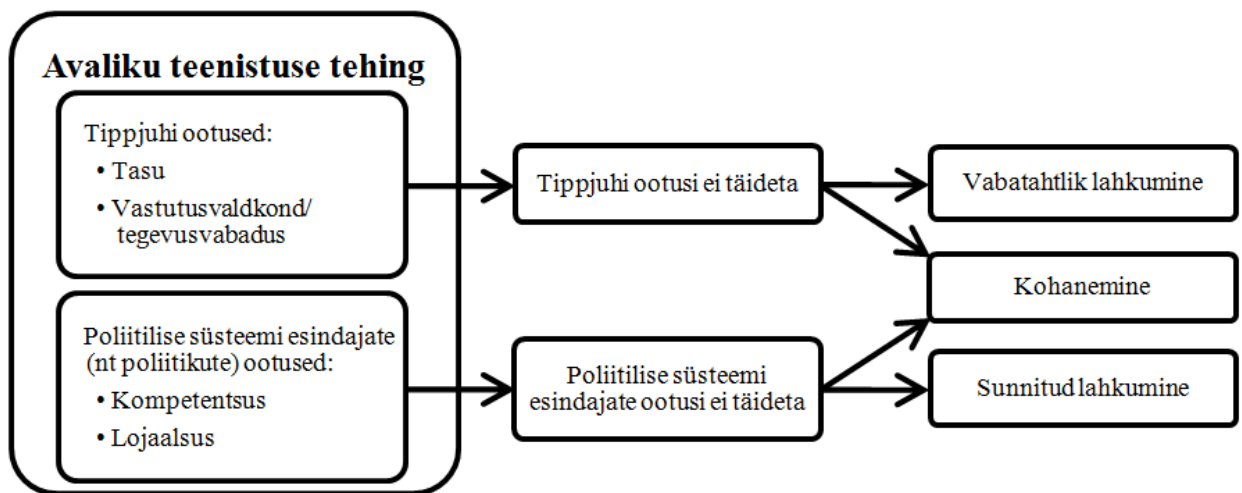 Avaliku teenistuse tehing
Tippjuhi ootused:
• Tasu
• Vastutusvaldkond/
tegevusvabadus
Poliitilise süsteemi esindajate
(nt poliitikute) ootused:
• Kompetentsus
• Lojaalsus
Tippjuhi ootusi ei täideta
Poliitilise süsteemi
esindajate ootusi ei täideta
Vabatahtlik lahkumine
Kohanemine
Sunnitud lahkumine